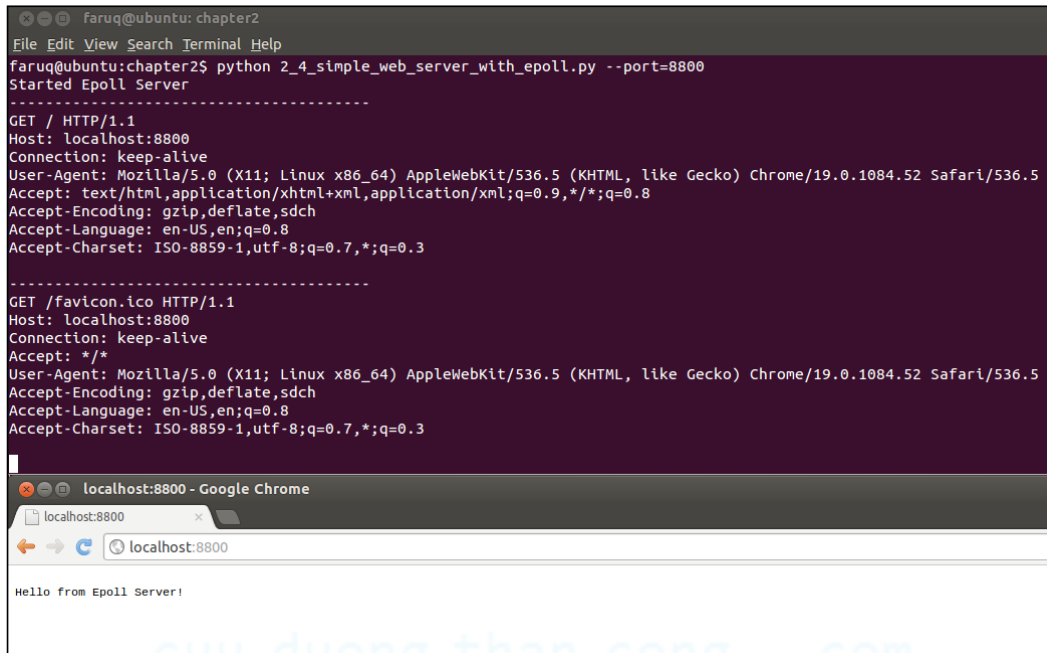 faruq@ubuntu: chapter2
File Edit View Search Terminal Help
faruq@ubuntu:chapter2$ python 2_4_simple_web_server_with_epoll.py --port=8800
Started Epoll Server
----------------------------------------
GET / HTTP/1.1
Host: localhost:8800
Connection: keep-alive
User-Agent: Mozilla/5.0 (X11; Linux x86_64) AppleWebKit/536.5 (KHTML, like Gecko) Chrome/19.0.1084.52 Safari/536.5
Accept: text/html,application/xhtml+xml,application/xml;q=0.9,*/*;q=0.8
Accept-Encoding: gzip,deflate,sdch
Accept-Language: en-US,en;q=0.8
Accept-Charset: ISO-8859-1,utf-8;q=0.7,*;q=0.3
----------------------------------------
GET /favicon.ico HTTP/1.1
Host: localhost:8800
Connection: keep-alive
Accept: */*
User-Agent: Mozilla/5.0 (X11; Linux x86_64) AppleWebKit/536.5 (KHTML, like Gecko) Chrome/19.0.1084.52 Safari/536.5
Accept-Encoding: gzip,deflate,sdch
Accept-Language: en-US,en;q=0.8
Accept-Charset: ISO-8859-1,utf-8;q=0.7,*;q=0.3
localhost:8800 - Google Chrome
localhost:8800
localhost:8800
Hello from Epoll Server!
cuu duong than cong . com